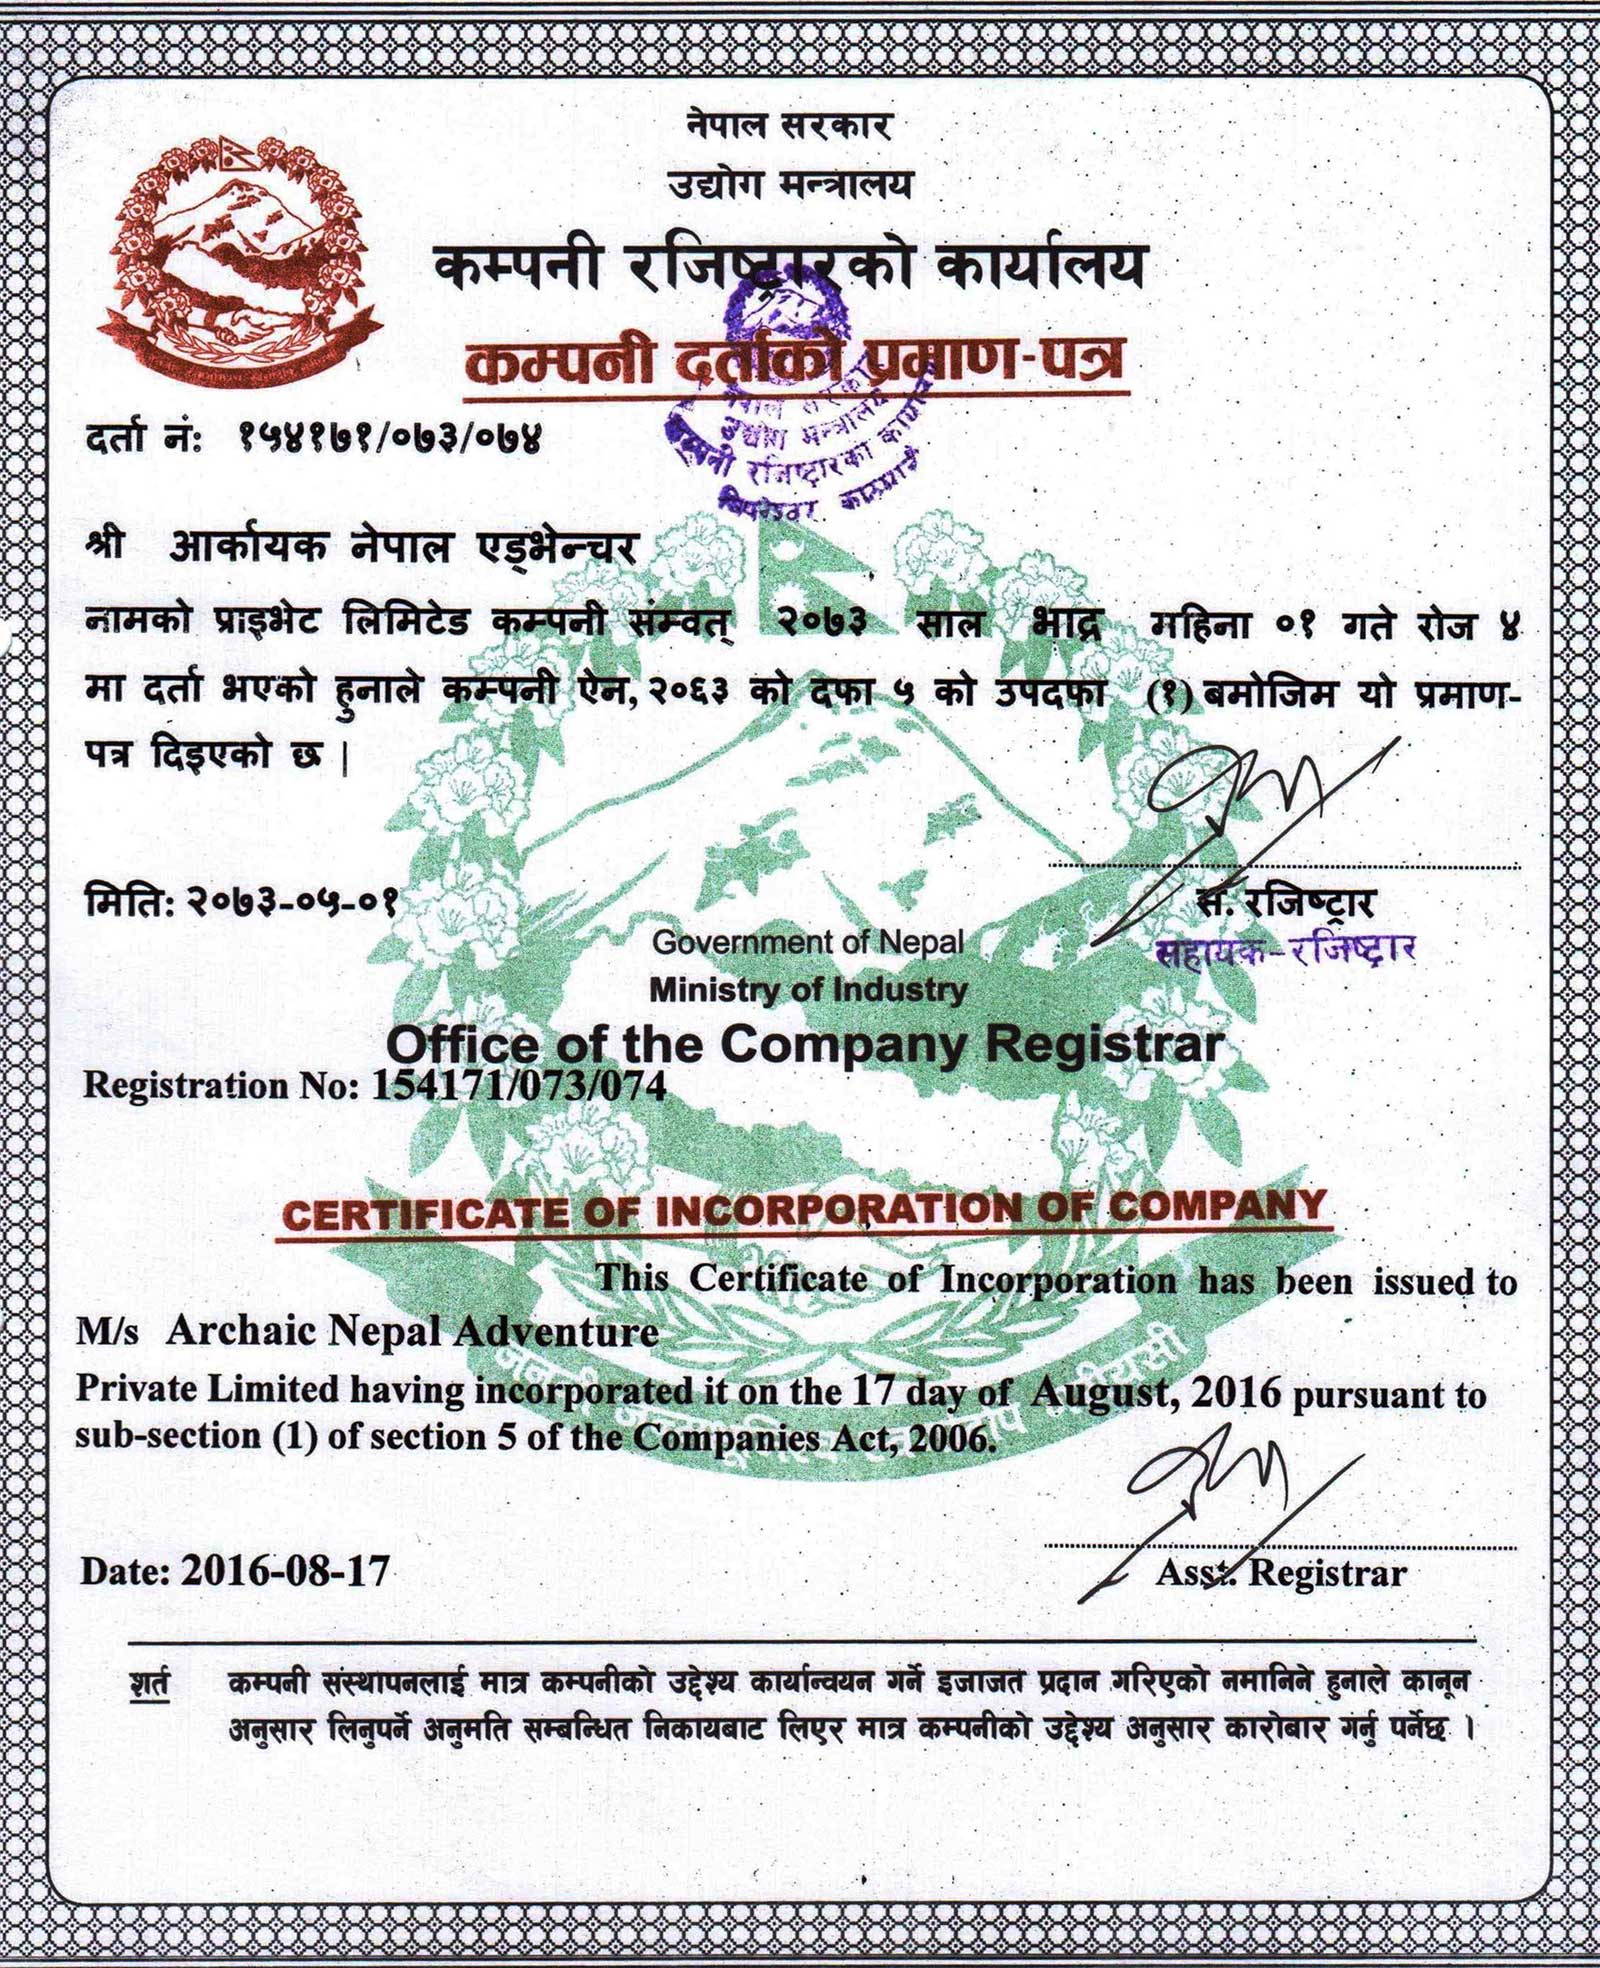 नेपाल सरकार
उद्योग मन्त्रालय
कम्पनी रजिष्ट्रारको कार्यालय
कम्पनी दर्ताको प्रमाण-पत्र
नेपाल सरकार
उद्योग मन्त्रालय
कम्पनी रजिष्ट्रारको कार्यालय
दर्ता नं: १५४१७१/०७३/०७४
श्री आर्कायक नेपाल एड्भेन्चर
नामको प्राइभेट लिमिटेड कम्पनी संम्वत् २०७३ साल भाद्र महिना ०१ गते रोज ४
मा दर्ता भएको हुनाले कम्पनी ऐन, २०६३ को दफा ५ को उपदफा (१) बमोजिम यो प्रमाण-
पत्र दिइएको छ |
मिति: २०७३-०५-०१
स. रजिष्ट्रार
सहायक-रजिष्ट्रार
Government of Nepal
Ministry of Industry
Office of the Company Registrar
Registration No: 154171/073/074
CERTIFICATE OF INCORPORATION OF COMPANY
This Certificate of Incorporation has been issued to
M/s Archaic Nepal Adventure
Private Limited having incorporated it on the 17 day of August, 2016 pursuant to
sub-section (1) of section 5 of the Companies Act, 2006.
Date: 2016-08-17
Asst. Registrar
शर्त कम्पनी संस्थापनलाई मात्र कम्पनीको उद्देश्य कार्यान्वयन गर्ने इजाजत प्रदान गरिएको नमानिने हुनाले कानून
अनुसार लिनुपर्ने अनुमति सम्बन्धित निकायबाट लिएर मात्र कम्पनीको उद्देश्य अनुसार कारोबार गर्नु पर्नेछ ।